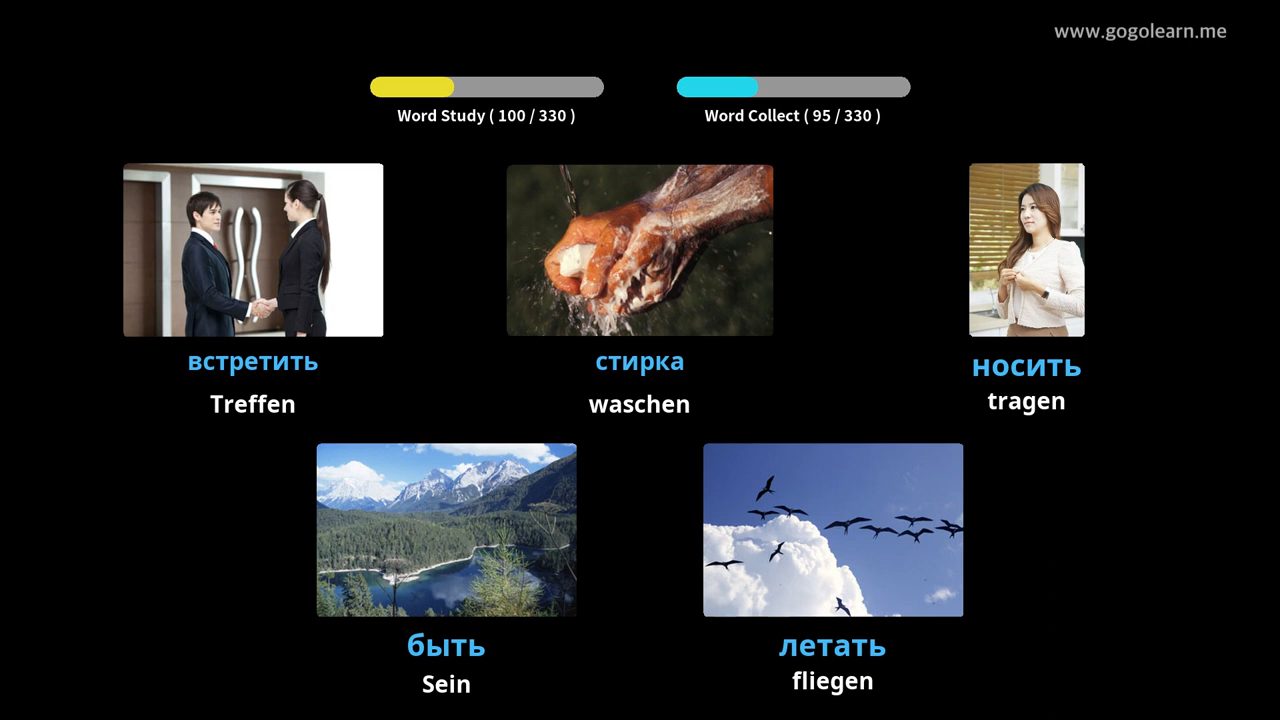 www.gogolearn.me
Word Study ( 100 / 330 )
Word Collect ( 95 / 330 )
встретить
Treffen
стирка
waschen
носить
tragen
быть
Sein
летать
fliegen